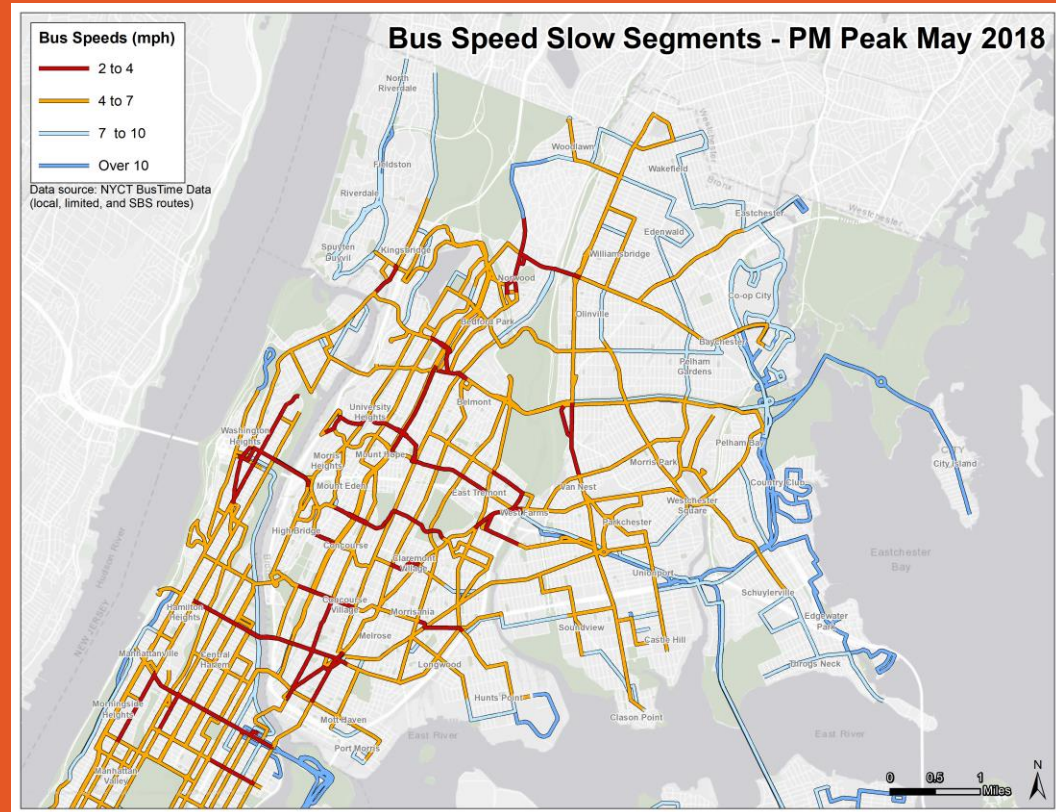 Bus Speed Slow Segments - PM Peak May 2018
Bus Speeds (mph)
2 to 4
4 to 7
7 to 10
Over 10
Data source: NYCT BusTime Data
(local, limited, and SBS routes)
North
Riverdale
Woodlawn
Wakefield
Westchester
Bronx
Fieldston
Riverdale
Eastchester
Westchester
Edenwald
Spuyten
Duyvil
Kingsbridge
Williamsbridge
Norwood
Co-op City
Olinville
Bedford Park
Baychester
Pelham
Gardens
Belmont
University
Heights
Washington
Heights
Pelham Bay
Morris
Heights
Mount Hope
CITY
City Island
Morris Park
Country Club
Mount Eden
East Tremont
Van Nest
Westchester
Square
West Farms
Parkchester
High Bridge
Concourse
Claremont
Village
Eastchester
Bay
Unionport
Hudson River
NEW JERSEY
Schuylerville
Concourse
Village
Hamilton
Heights
Morrisania
Edgewater
Park
Soundview
Melrose
Castle Hill
Manhattanville
Central
Harlem
Longwood
Throgs Neck
Hunts Point
Morningside
Heights
Clason Point
Mott Haven
East River
East River
Port Morris
Manhattan
Valley
N
0 0.5 1
Miles